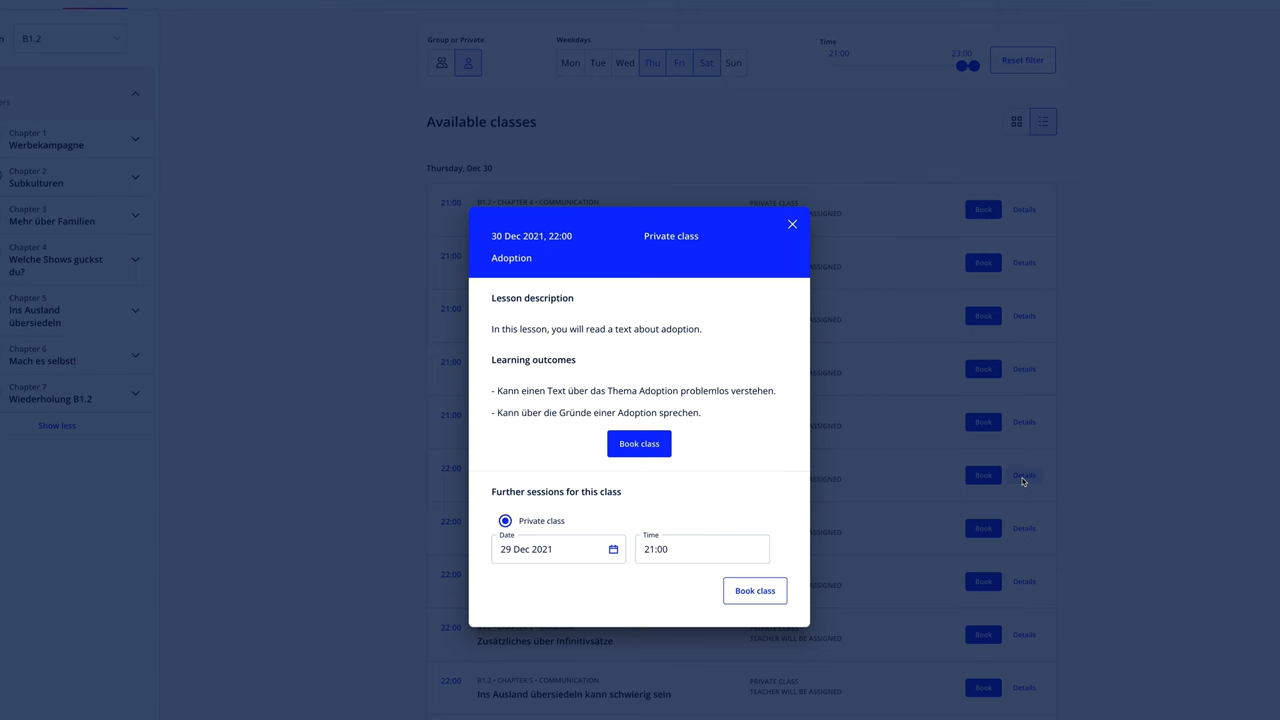 n
B1.2
ers
Chapter 1
Werbekampagne
Chapter 2
Subkulturen
Chapter 3
Mehr über Familien
Chapter 4
Welche Shows guckst
du?
Chapter 5
Ins Ausland
übersiedeln
Chapter 6
Mach es selbst!
Chapter 7
Wiederholung B1.2
Show less
Group or Private
Weekdays
Mon Tue Wed Thu Fri Sat Sun
Time
21:00 23:00
Reset filter
Available classes
Thursday, Dec 30
21:00 B1.2 • CHAPTER 4 • COMMUNICATION PRIVATE CLASS
ASSIGNED Book Details
21:00 ASSIGNED Book Details
21:00 ASSIGNED Book Details
21:00 ASSIGNED Book Details
21:00 ASSIGNED Book Details
22:00 ASSIGNED Book Details
22:00 ASSIGNED Book Details
22:00 ASSIGNED Book Details
22:00
Zusätzliches über Infinitivsätze TEACHER WILL BE ASSIGNED Book Details
22:00 B1.2 • CHAPTER 5 • COMMUNICATION PRIVATE CLASS
Ins Ausland übersiedeln kann schwierig sein TEACHER WILL BE ASSIGNED Book Details
30 Dec 2021, 22:00 Private class
Adoption
Lesson description
In this lesson, you will read a text about adoption.
Learning outcomes
- Kann einen Text über das Thema Adoption problemlos verstehen.
- Kann über die Gründe einer Adoption sprechen.
Book class
Further sessions for this class
Private class
Date
29 Dec 2021
Time
21:00
Book class